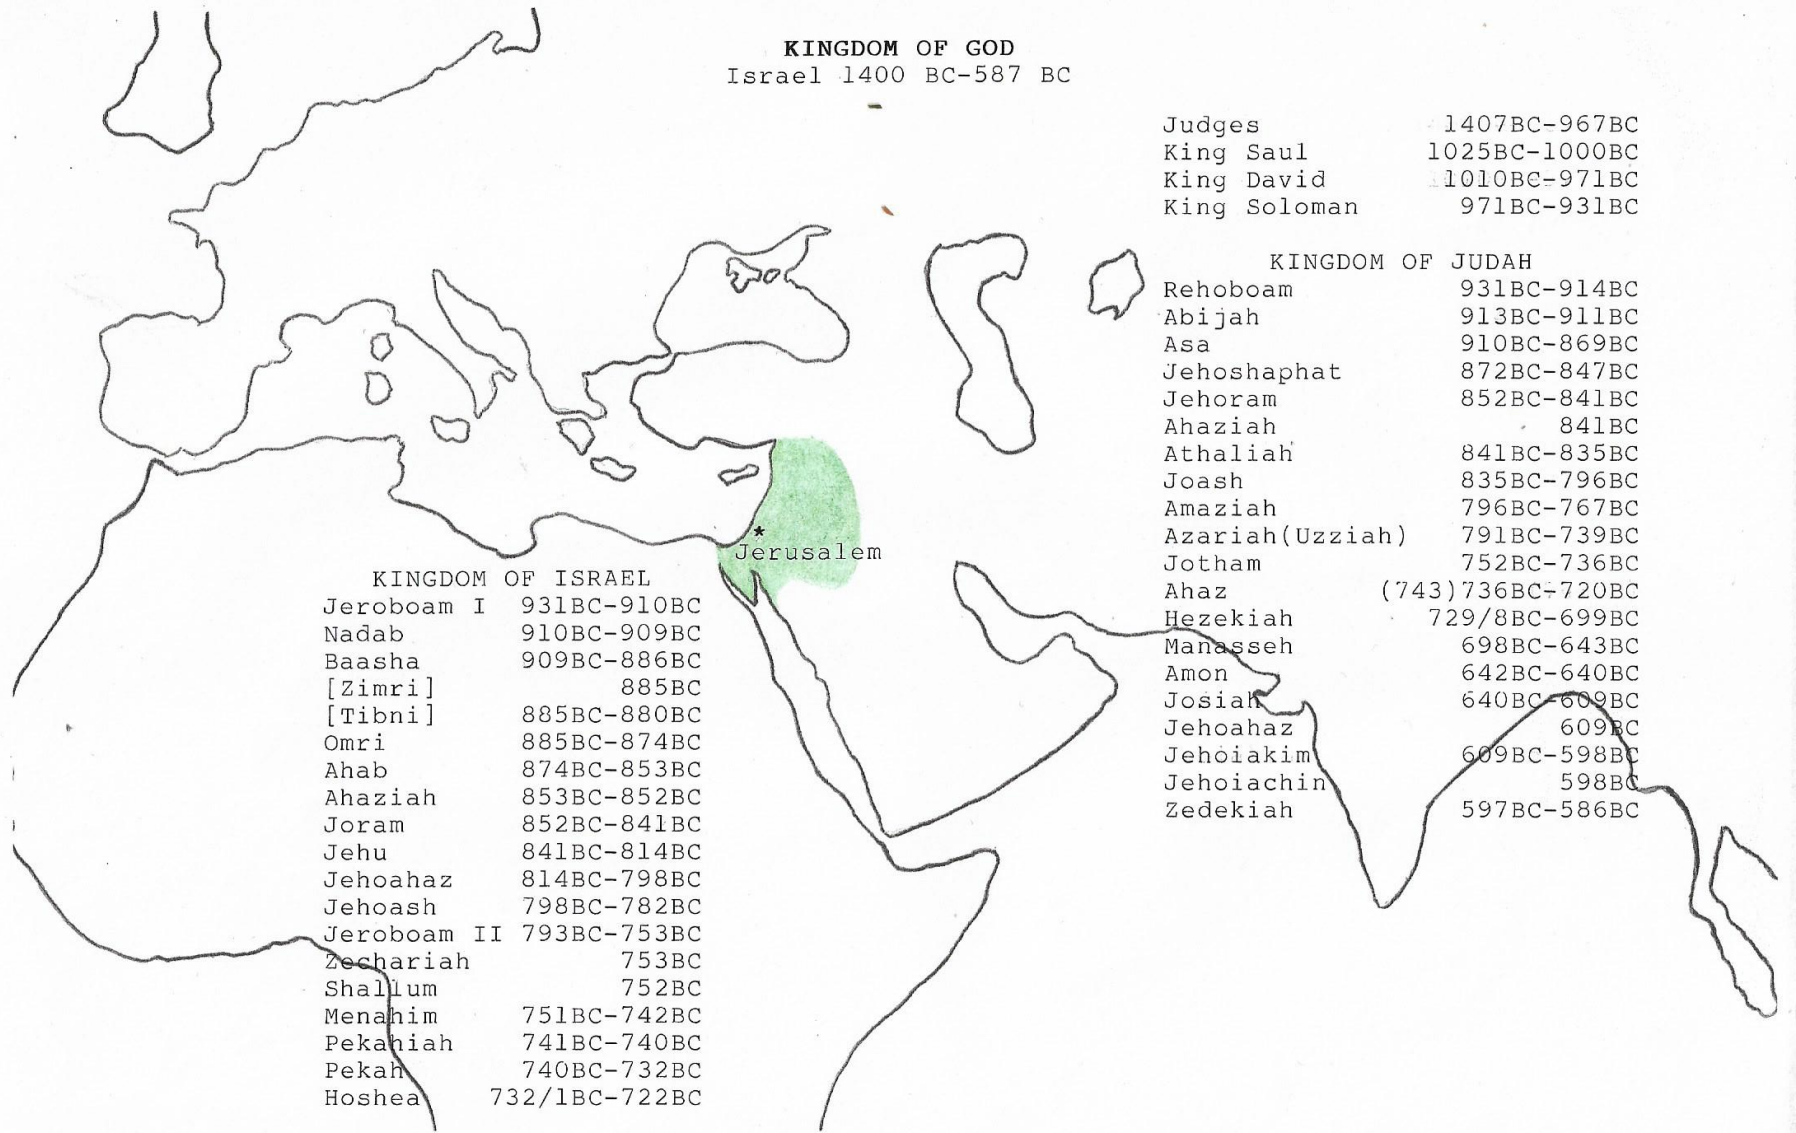 KINGDOM OF GOD
Israel 1400 BC-587 BC
Judges 1407BC-967BC
King Saul 1025BC-1000BC
King David 1010BC-971BC
King Soloman 971BC-931BC
KINGDOM OF JUDAH
Rehoboam 931BC-914BC
Abijah 913BC-911BC
Asa 910BC-869BC
Jehoshaphat 872BC-847BC
Jehoram 852BC-841BC
Ahaziah 841BC
Athaliah 841BC-835BC
Joash 835BC-796BC
Amaziah 796BC-767BC
Azariah(Uzziah) 791BC-739BC
Jotham 752BC-736BC
Ahaz (743)736BC-720BC
Hezekiah 729/8BC-699BC
Manasseh 698BC-643BC
Amon 642BC-640BC
Josiah 640BC-609BC
Jehoahaz 609BC
Jehoiakim 609BC-598BC
Jehoiachin 598BC
Zedekiah 597BC-586BC
*
Jerusalem
KINGDOM OF ISRAEL
Jeroboam I 931BC-910BC
Nadab 910BC-909BC
Baasha 909BC-886BC
[Zimri] 885BC
[Tibni] 885BC-880BC
Omri 885BC-874BC
Ahab 874BC-853BC
Ahaziah 853BC-852BC
Joram 852BC-841BC
Jehu 841BC-814BC
Jehoahaz 814BC-798BC
Jehoash 798BC-782BC
Jeroboam II 793BC-753BC
Zechariah 753BC
Shallum 752BC
Menahim 751BC-742BC
Pekahiah 741BC-740BC
Pekah 740BC-732BC
Hoshea 732/1BC-722BC